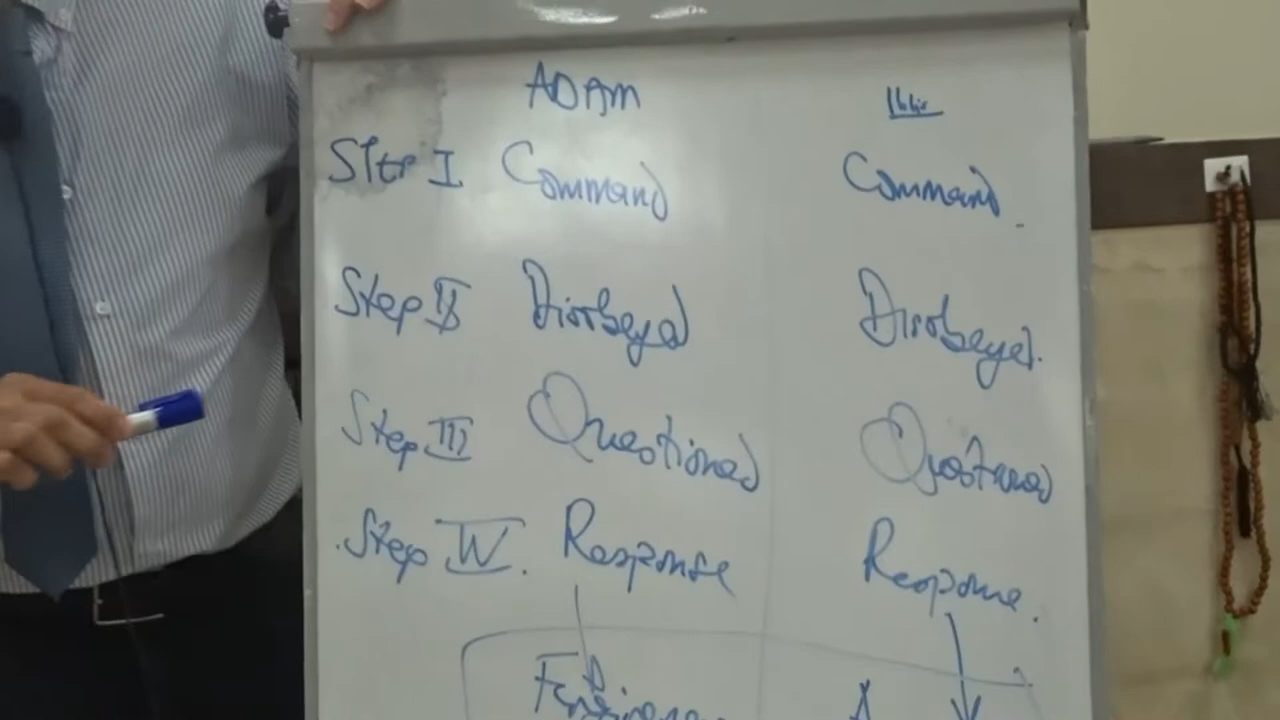 ADAM Iblis
Step I Command Command.
Step II Disobeyed Disobeyed.
Step III Questioned Questioned
Step IV. Response Response.